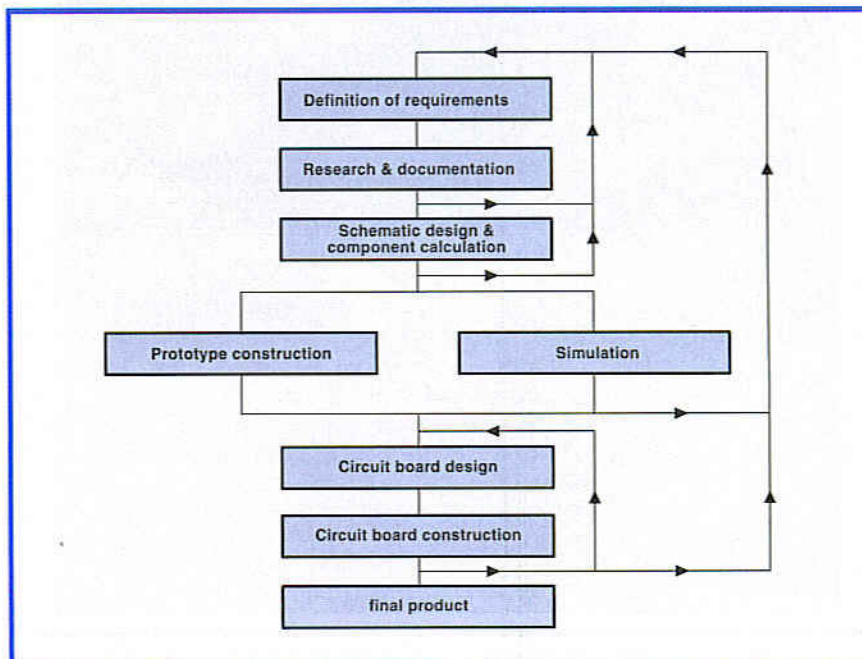 Definition of requirements
Research & documentation
Schematic design &
component calculation
Prototype construction
Simulation
Circuit board design
Circuit board construction
final product